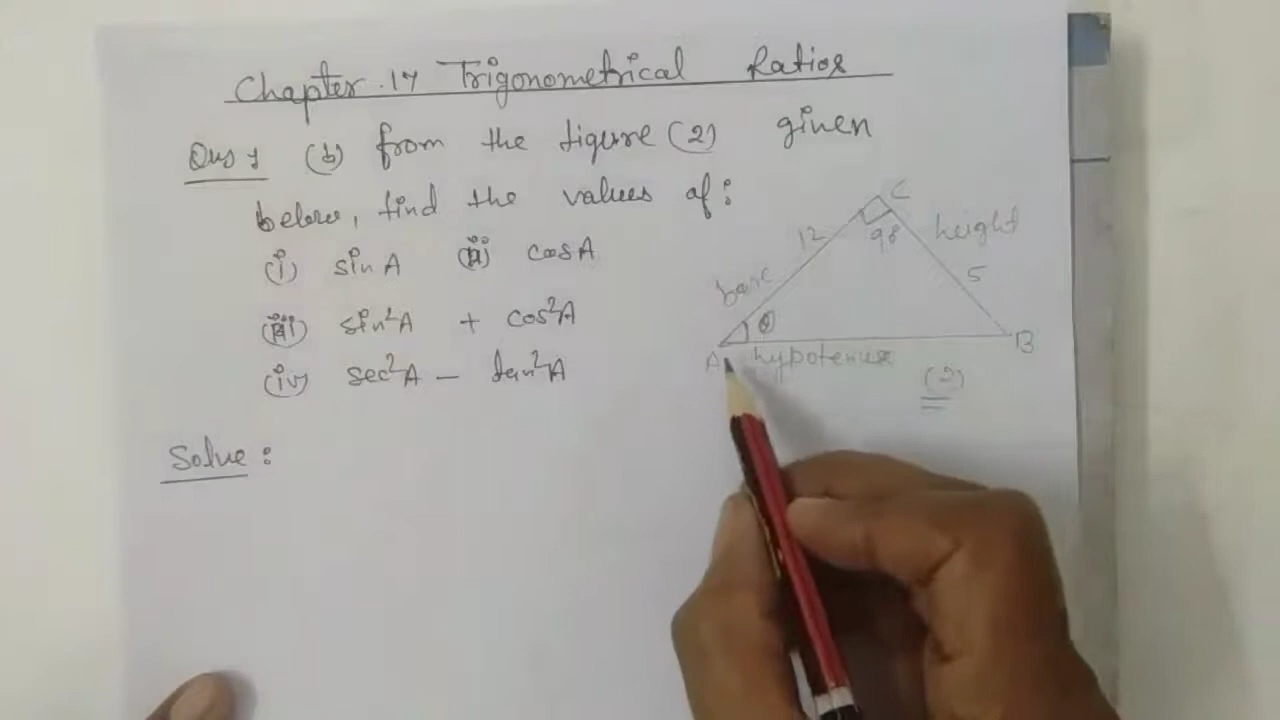 Chapter.17 Trigonometrical Ratios
Qus 1 (b) from the figure (2) given
below, find the values of:
(i) sin A (ii) cos A
(iii) sin²A + cos²A
(iv) sec²A - tan²A
Solve:
C
12
90
height
base
5
θ
A hypotenuse B
(2)